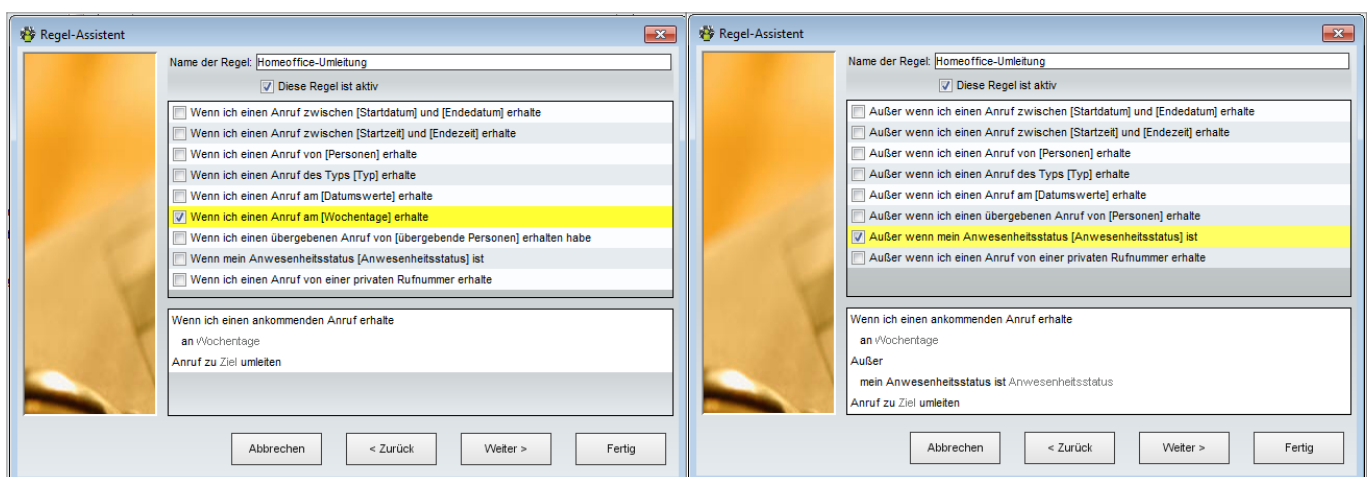 Regel-Assistent
Name der Regel: Homeoffice-Umleitung
Diese Regel ist aktiv
Wenn ich einen Anruf zwischen [Startdatum] und [Endedatum] erhalte
Wenn ich einen Anruf zwischen [Startzeit] und [Endezeit] erhalte
Wenn ich einen Anruf von [Personen] erhalte
Wenn ich einen Anruf des Typs [Typ] erhalte
Wenn ich einen Anruf am [Datumswerte] erhalte
Wenn ich einen Anruf am [Wochentage] erhalte
Wenn ich einen übergebenen Anruf von [übergebende Personen] erhalten habe
Wenn mein Anwesenheitsstatus [Anwesenheitsstatus] ist
Wenn ich einen Anruf von einer privaten Rufnummer erhalte
Wenn ich einen ankommenden Anruf erhalte
an Wochentage
Anruf zu Ziel umleiten
Abbrechen
< Zurück
Weiter >
Fertig
Regel-Assistent
Name der Regel: Homeoffice-Umleitung
Diese Regel ist aktiv
Außer wenn ich einen Anruf zwischen [Startdatum] und [Endedatum] erhalte
Außer wenn ich einen Anruf zwischen [Startzeit] und [Endezeit] erhalte
Außer wenn ich einen Anruf von [Personen] erhalte
Außer wenn ich einen Anruf des Typs [Typ] erhalte
Außer wenn ich einen Anruf am [Datumswerte] erhalte
Außer wenn ich einen übergebenen Anruf von [Personen] erhalte
Außer wenn mein Anwesenheitsstatus [Anwesenheitsstatus] ist
Außer wenn ich einen Anruf von einer privaten Rufnummer erhalte
Wenn ich einen ankommenden Anruf erhalte
an Wochentage
Außer
mein Anwesenheitsstatus ist Anwesenheitsstatus
Anruf zu Ziel umleiten
Abbrechen
< Zurück
Weiter >
Fertig